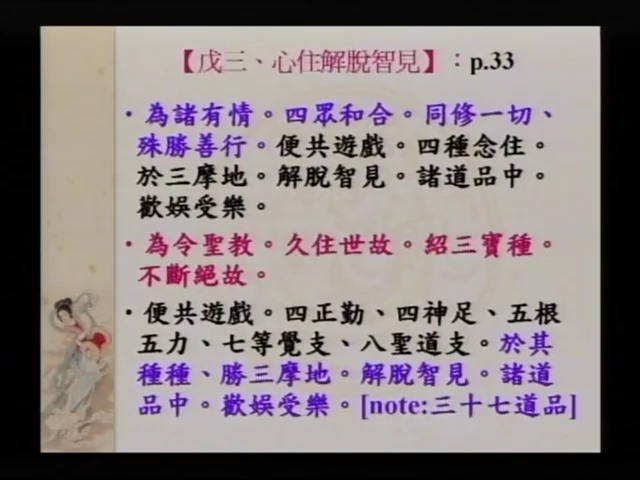 【戊三、心住解脫智見】：p.33
・為諸有情。四眾和合。同修一切、
殊勝善行。便共遊戲。四種念住。
於三摩地。解脫智見。諸道品中。
歡娛受樂。
・為令聖教。久住世故。紹三寶種。
不斷絕故。
・便共遊戲。四正勤、四神足、五根
五力、七等覺支、八聖道支。於其
種種、勝三摩地。解脫智見。諸道
品中。歡娛受樂。[note:三十七道品]